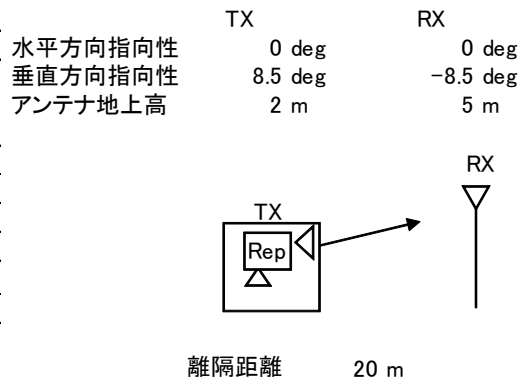 TX RX
水平方向指向性 0 deg 0 deg
垂直方向指向性 8.5 deg -8.5 deg
アンテナ地上高 2 m 5 m
RX
TX
Rep
離隔距離 20 m